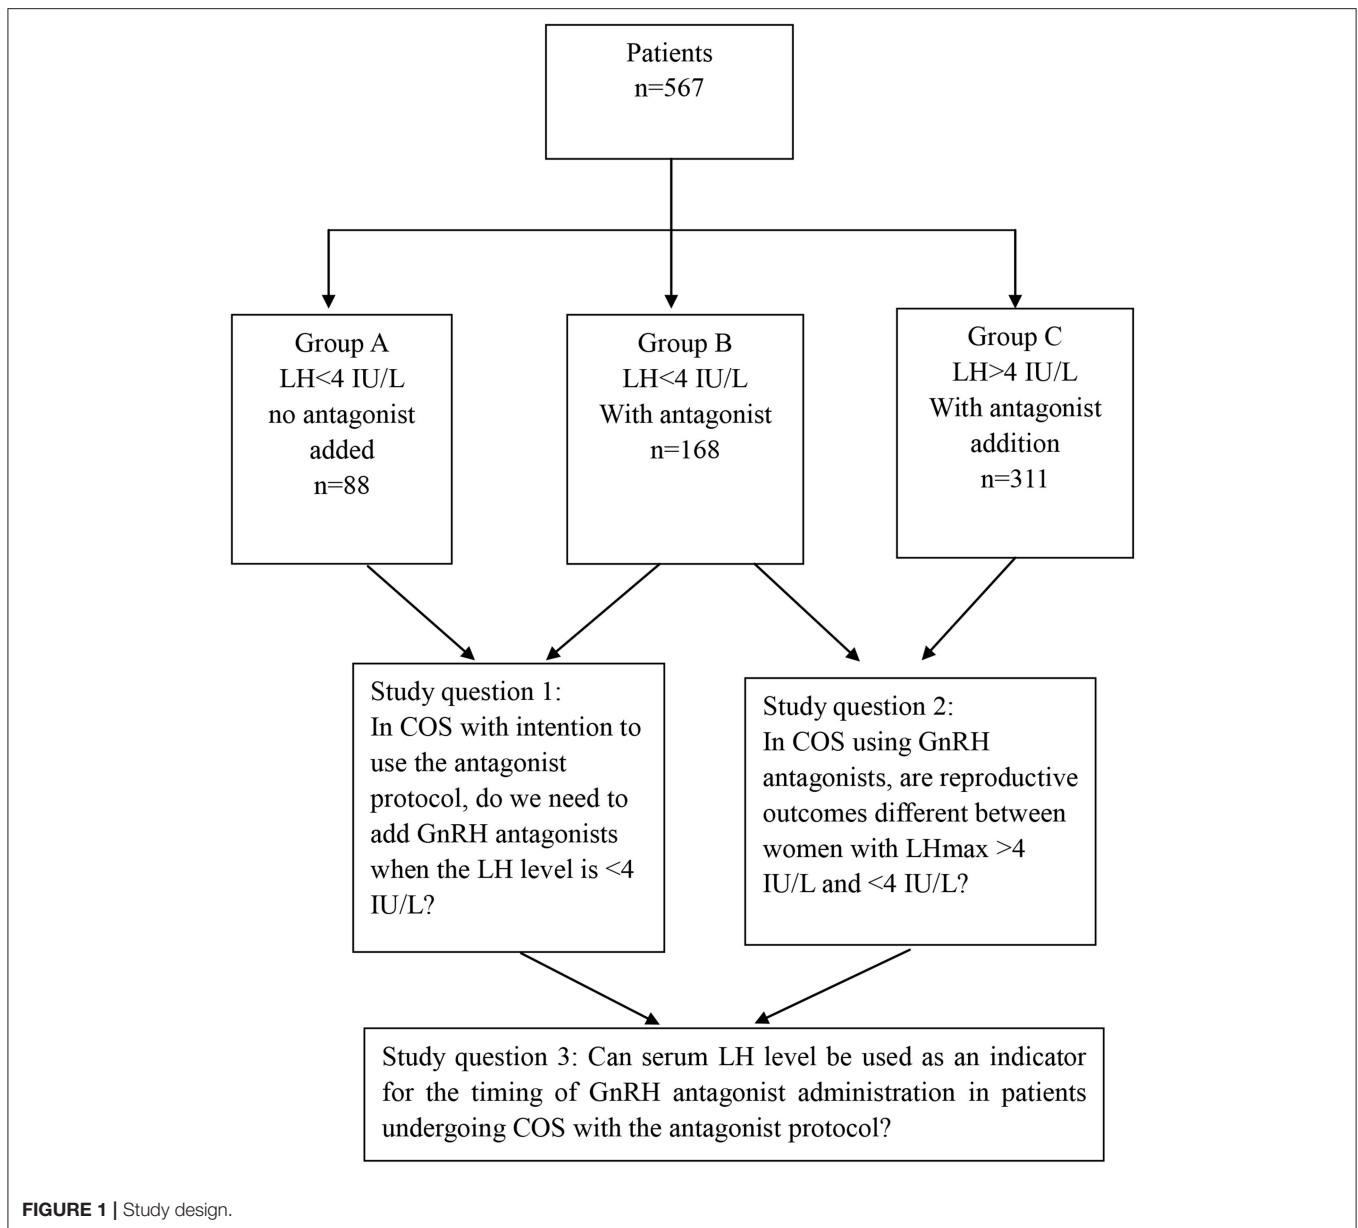 Patients
n=567
Group A
LH<4 IU/L
no antagonist
added
n=88
Group B
LH<4 IU/L
With antagonist
n=168
Group C
LH>4 IU/L
With antagonist
addition
n=311
Study question 1:
In COS with intention to
use the antagonist
protocol, do we need to
add GnRH antagonists
when the LH level is <4
IU/L?
Study question 2:
In COS using GnRH
antagonists, are reproductive
outcomes different between
women with LHmax >4
IU/L and <4 IU/L?
Study question 3: Can serum LH level be used as an indicator
for the timing of GnRH antagonist administration in patients
undergoing COS with the antagonist protocol?
FIGURE 1 | Study design.